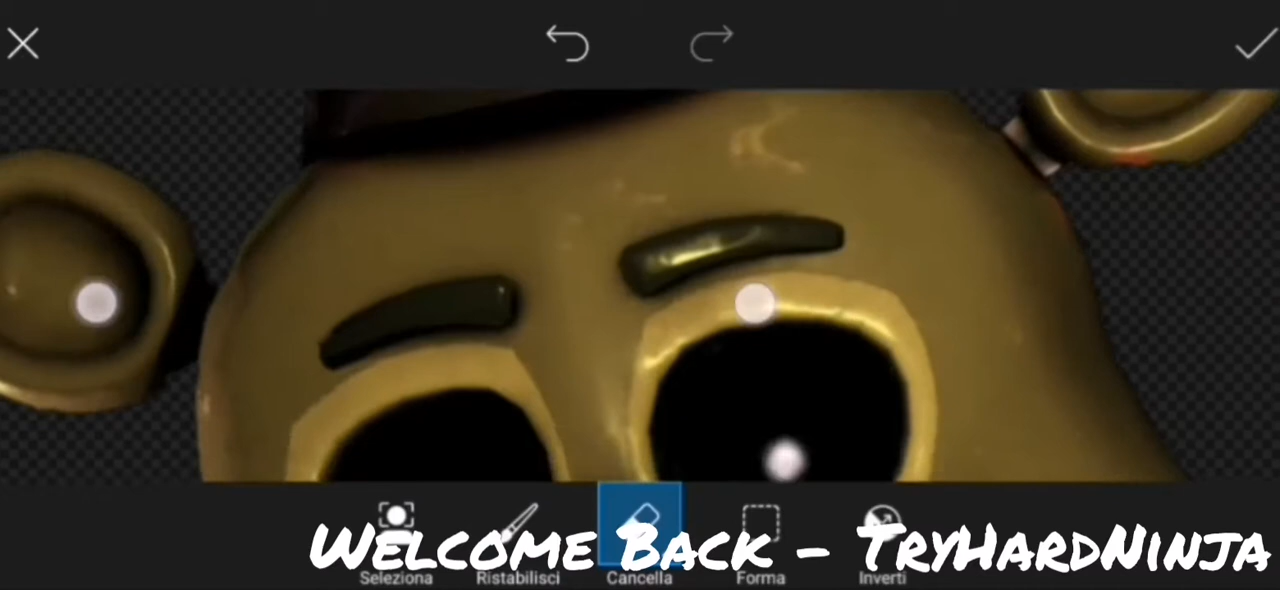 Welcome Back - TryHardNinja
Seleziona Ristabilisci Cancella Forma Inverti